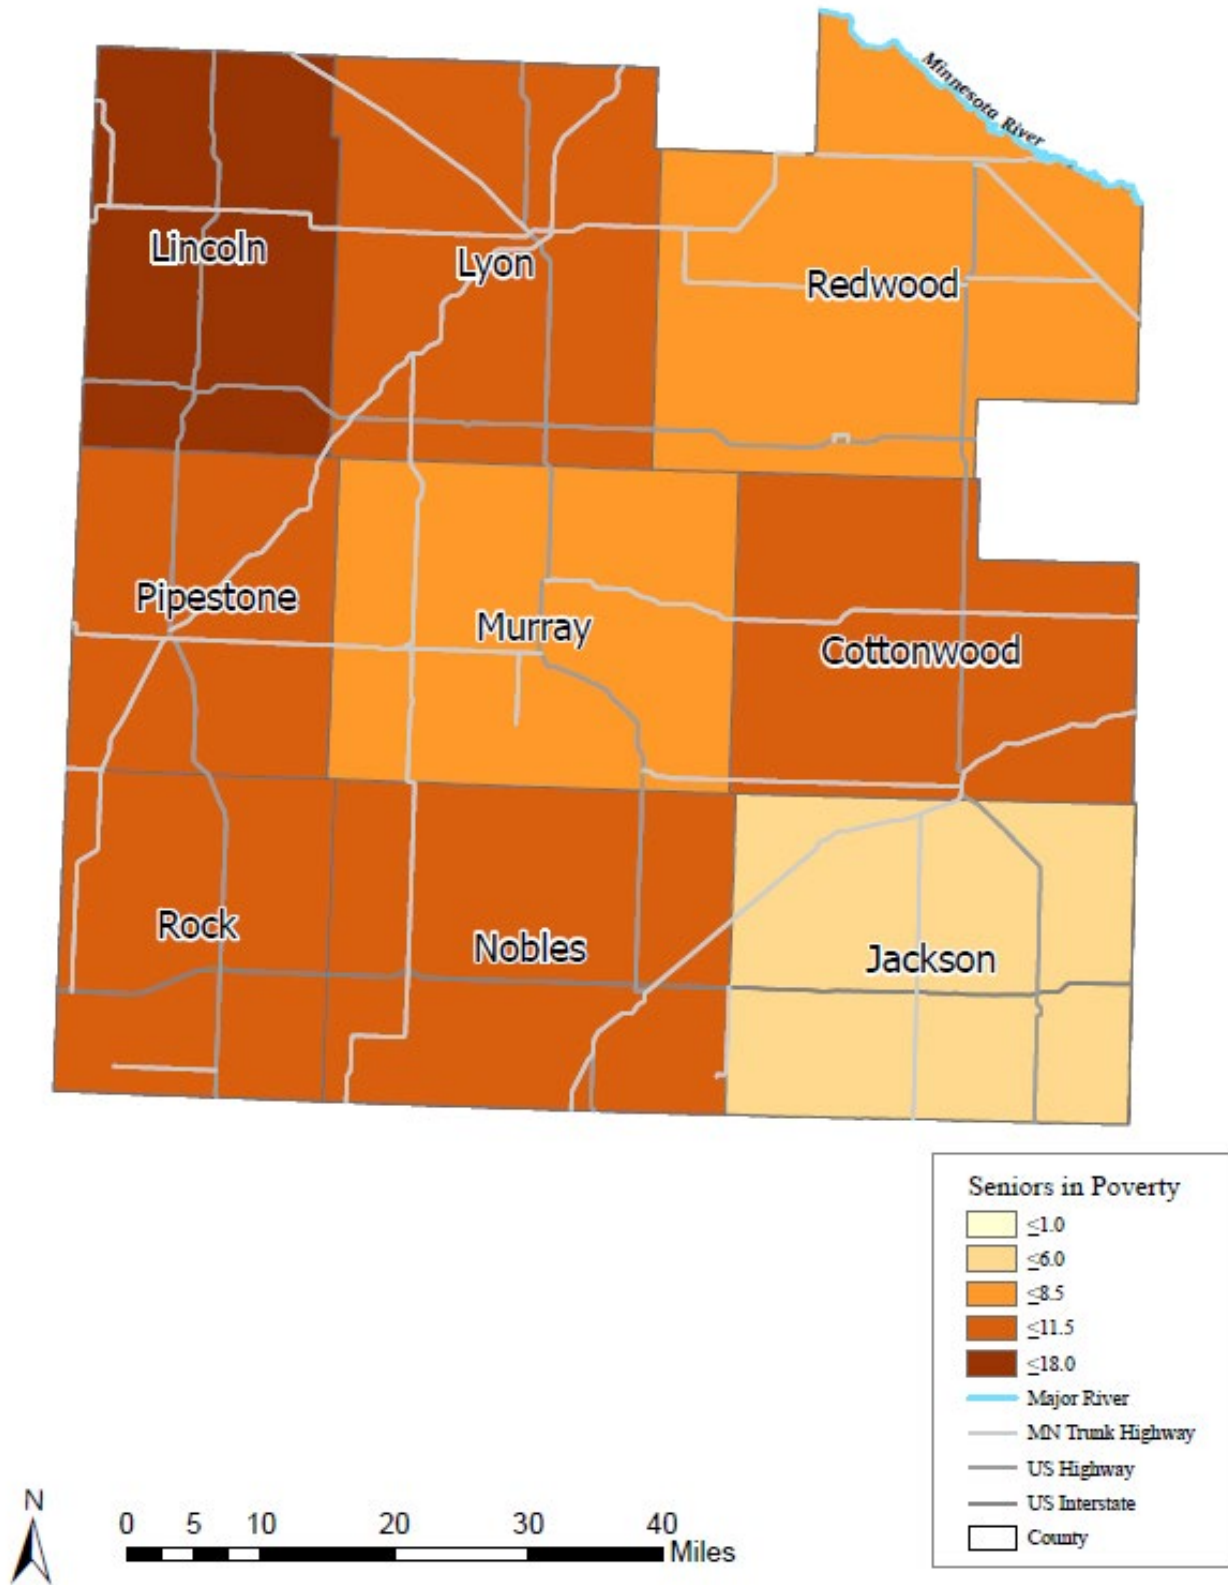 Minnesota River
Lincoln
Lyon
Redwood
Pipestone
Murray
Cottonwood
Rock
Nobles
Jackson
Seniors in Poverty
≤1.0
≤6.0
≤8.5
≤11.5
≤18.0
Major River
MN Trunk Highway
US Highway
US Interstate
County
N
0 5 10 20 30 40
Miles